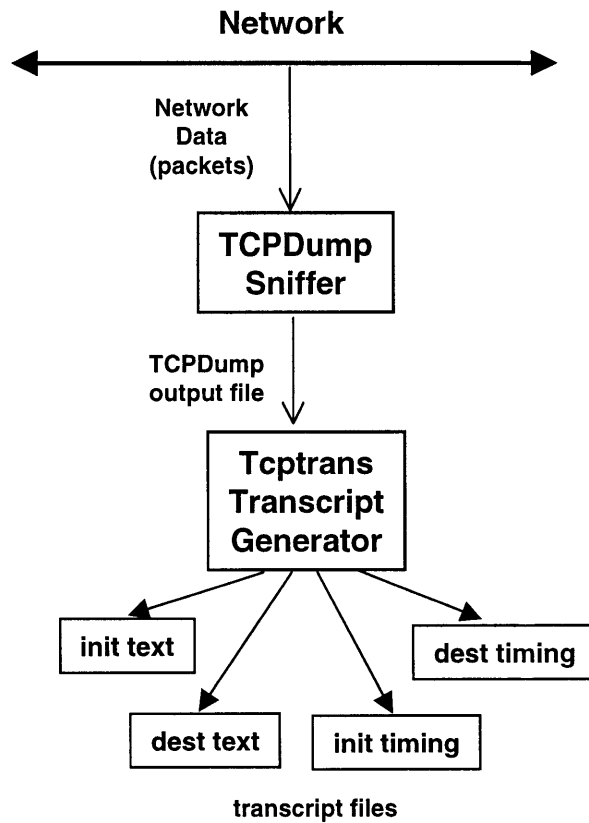 Network
Network
Data
(packets)
TCPDump
Sniffer
TCPDump
output file
Tcptrans
Transcript
Generator
init text
dest timing
dest text
init timing
transcript files